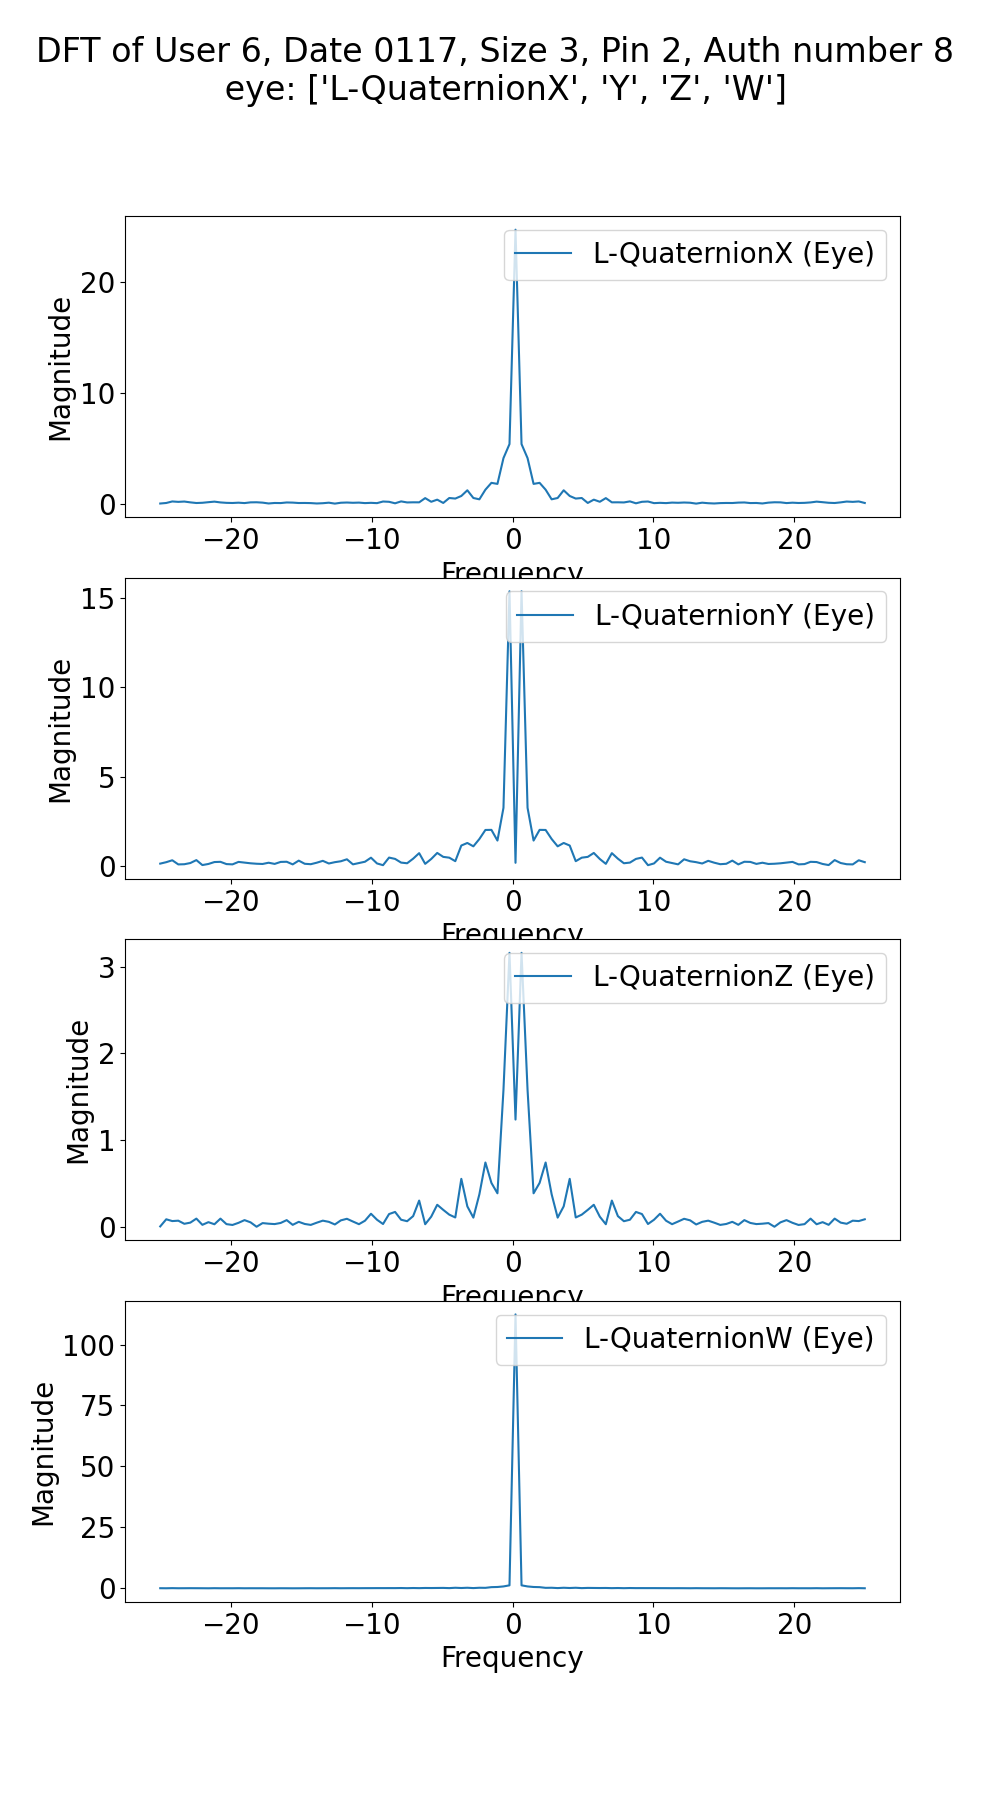 DFT of User 6, Date 0117, Size 3, Pin 2, Auth number 8
eye: ['L-QuaternionX', 'Y', 'Z', 'W']
L-QuaternionX (Eye)
Magnitude
20
10
0
−20 −10 0 10 20
Frequency
L-QuaternionY (Eye)
Magnitude
15
10
5
0
−20 −10 0 10 20
Frequency
L-QuaternionZ (Eye)
Magnitude
3
2
1
0
−20 −10 0 10 20
Frequency
L-QuaternionW (Eye)
Magnitude
100
75
50
25
0
−20 −10 0 10 20
Frequency